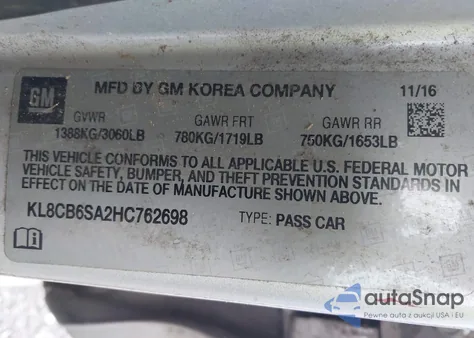 GM
MFD BY GM KOREA COMPANY 11/16
GVWR GAWR FRT GAWR RR
1388KG/3060LB 780KG/1719LB 750KG/1653LB
THIS VEHICLE CONFORMS TO ALL APPLICABLE U.S. FEDERAL MOTOR
VEHICLE SAFETY, BUMPER, AND THEFT PREVENTION STANDARDS IN
EFFECT ON THE DATE OF MANUFACTURE SHOWN ABOVE.
KL8CB6SA2HC762698 TYPE: PASS CAR
autoSnap
Pewne auta z aukcji USA i EU